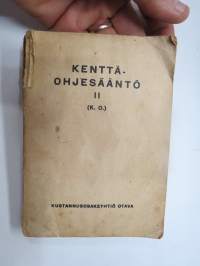 KENTTÄ-
OHJESÄÄNTÖ
II
(K. O.)
KUSTANNUSOSAKEYHTIÖ OTAVA